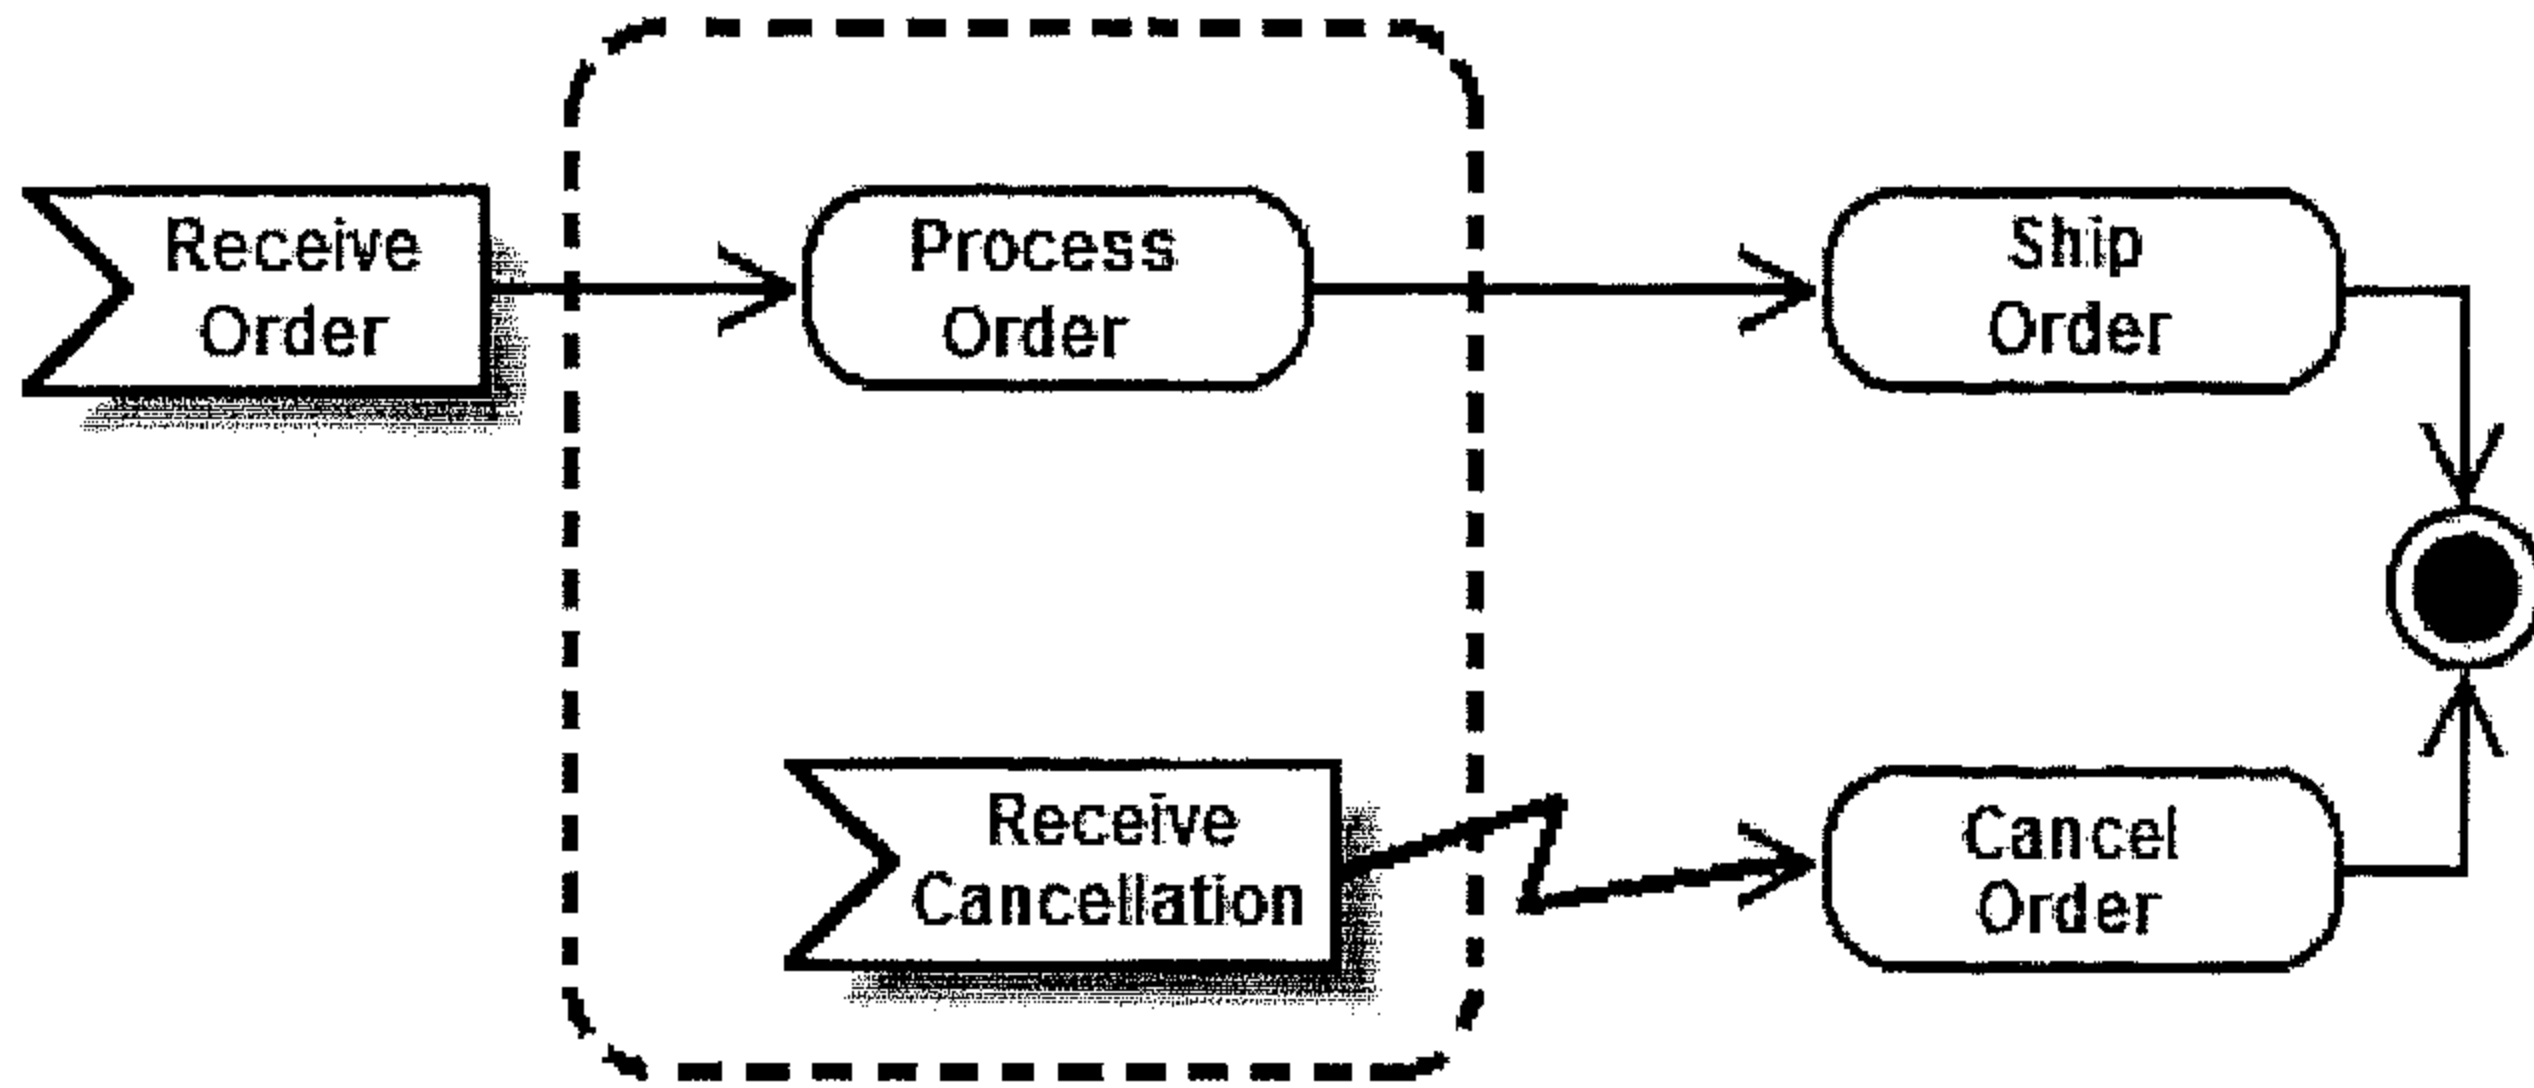 Receive
Order
Process
Order
Ship
Order
Receive
Cancellation
Cancel
Order